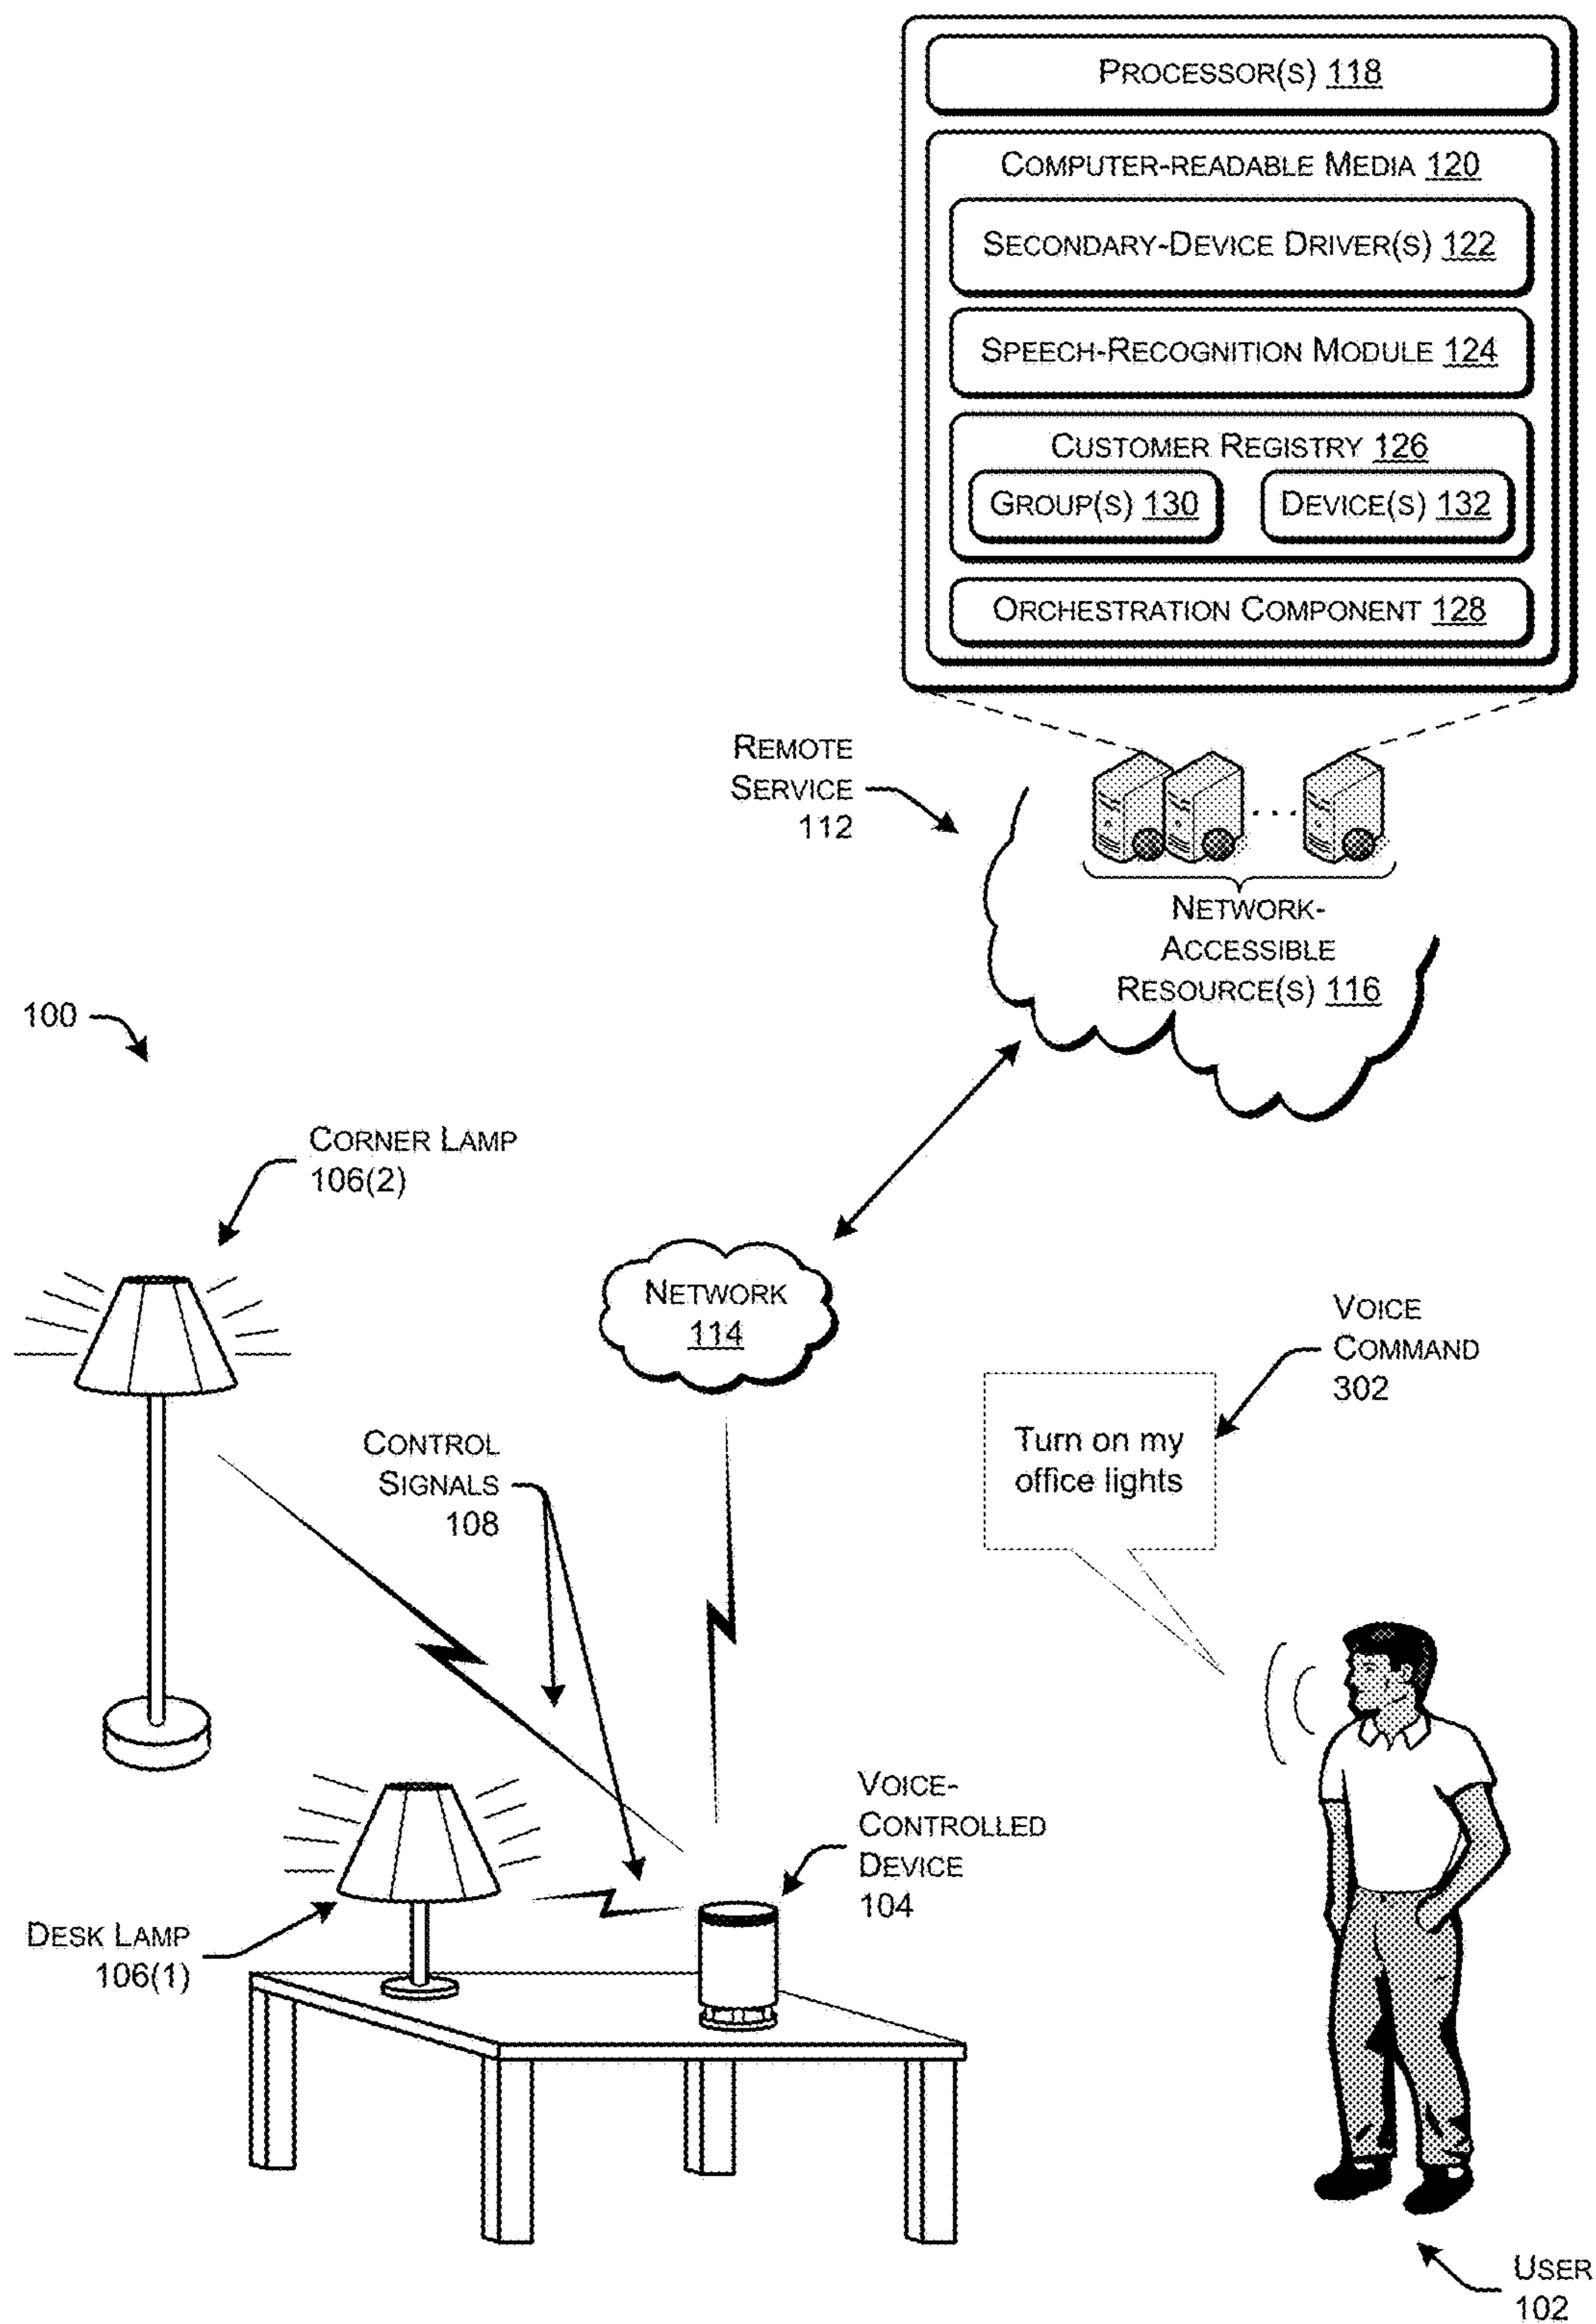 PROCESSOR(S) 118
COMPUTER-READABLE MEDIA 120
SECONDARY-DEVICE DRIVER(S) 122
SPEECH-RECOGNITION MODULE 124
CUSTOMER REGISTRY 126
GROUP(S) 130
DEVICE(S) 132
ORCHESTRATION COMPONENT 128
REMOTE
SERVICE
112
NETWORK-
ACCESSIBLE
RESOURCE(S) 116
100
CORNER LAMP
106(2)
NETWORK
114
VOICE
COMMAND
302
Turn on my
office lights
CONTROL
SIGNALS
108
VOICE-
CONTROLLED
DEVICE
104
DESK LAMP
106(1)
USER
102